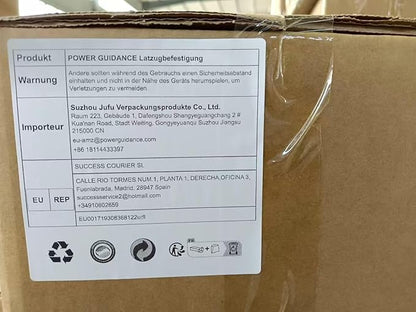 Produkt POWER GUIDANCE Latzugbefestigung
Warnung
Andere sollten während des Gebrauchs einen Sicherheitsabstand
einhalten und nicht in der Nähe des Geräts herumspielen, um
Verletzungen zu vermeiden
Importeur
Suzhou Jufu Verpackungsprodukte Co., Ltd.
Raum 223, Gebäude 1, Dafengshou Shangyeguangchang 2 #
Kua'nan Road, Stadt Weiting, Gongyeyuanqu Suzhou Jiangsu
215000 CN
eu-amz@powerguidance.com
+86 18114433397
EU REP
SUCCESS COURIER SL
CALLE RIO TORMES NUM.1, PLANTA 1, DERECHA,OFICINA 3,
Fuenlabrada, Madrid, 28947 Spain
successservice2@hotmail.com
+34910602659